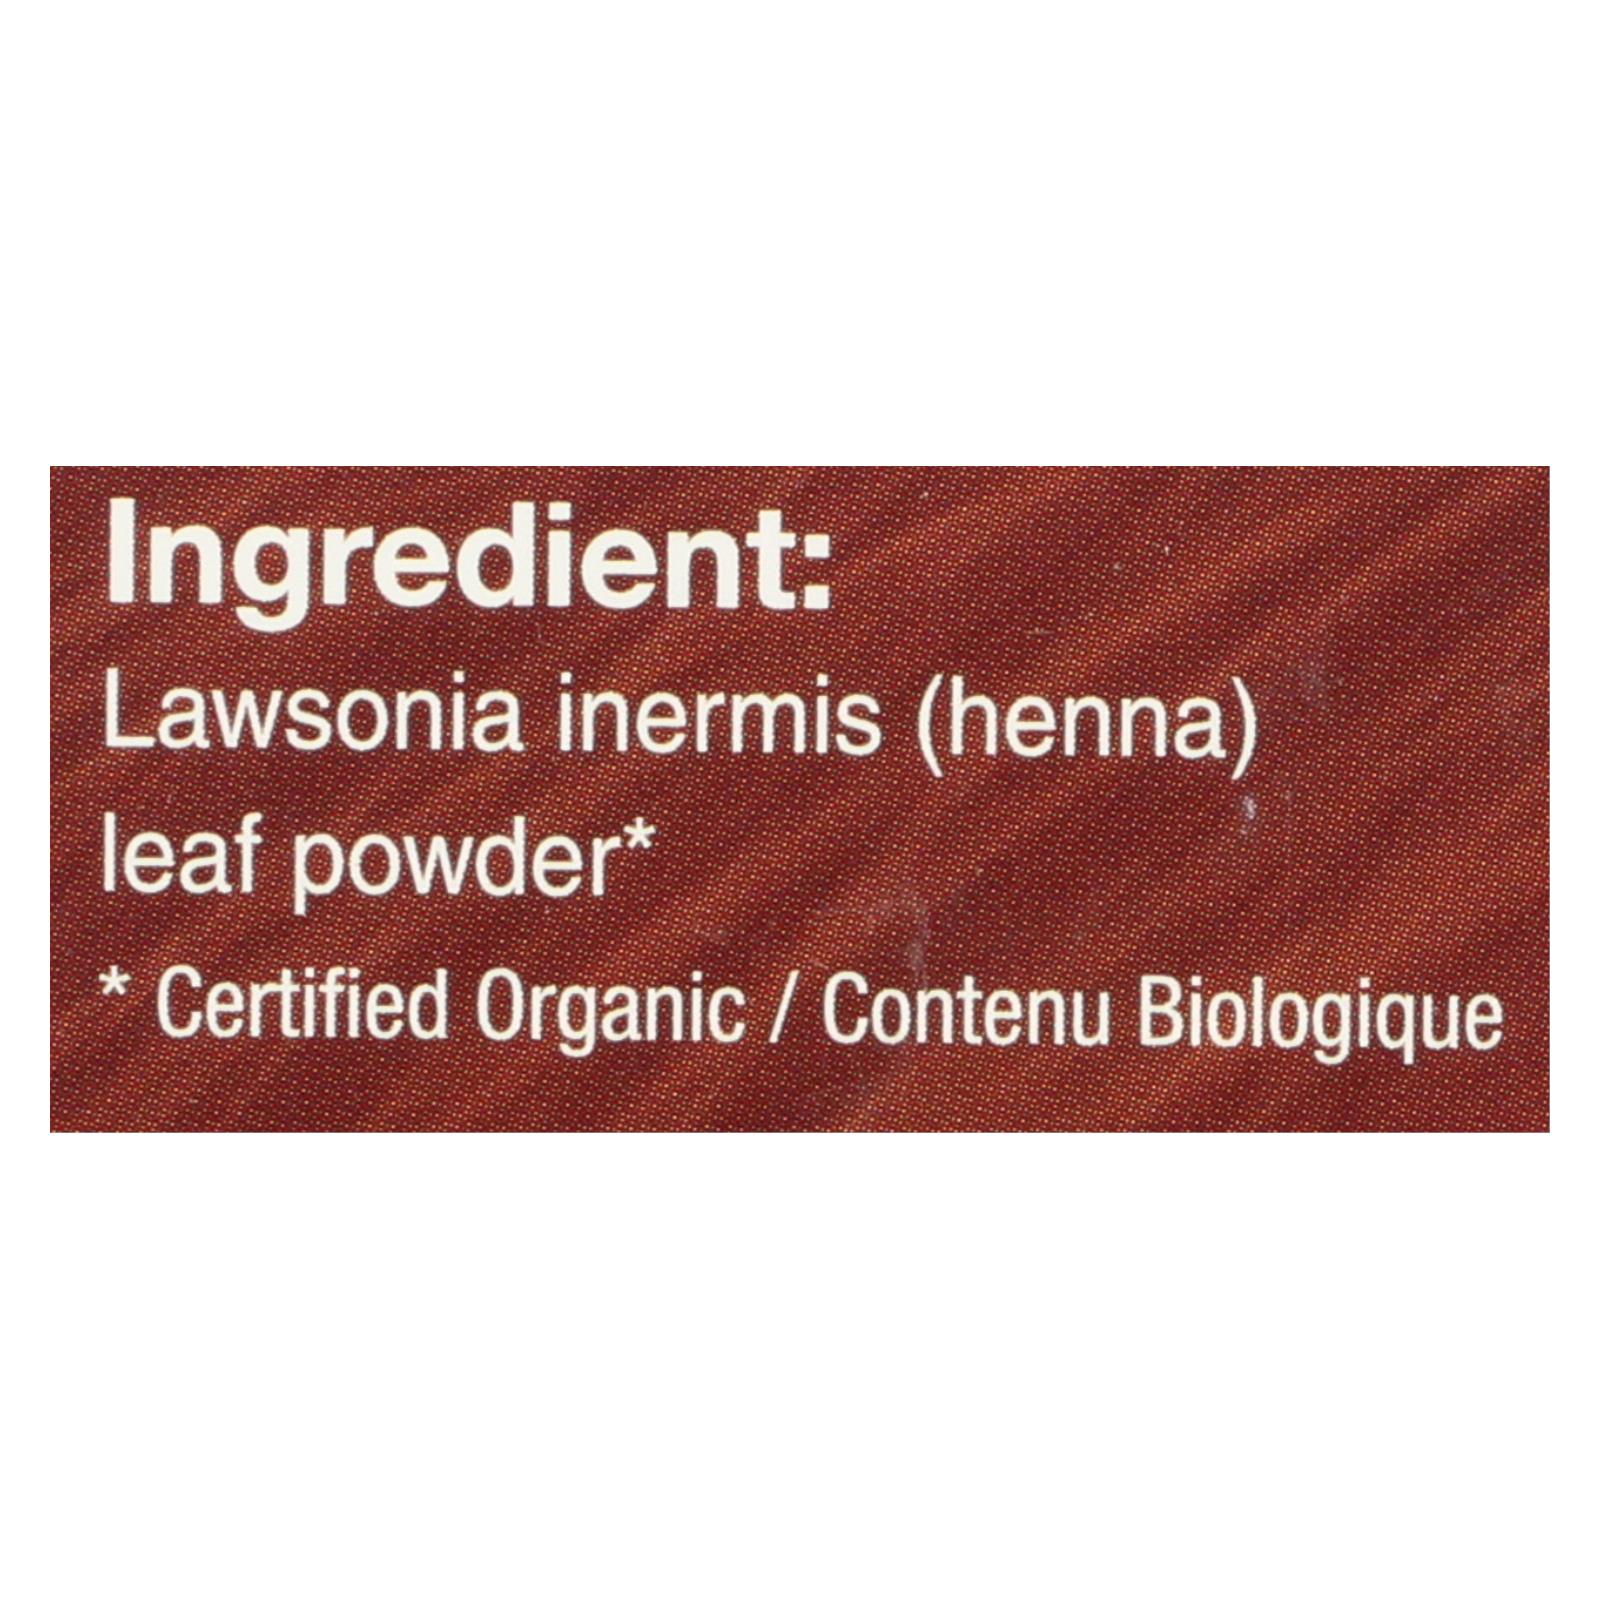 Ingredient:
Lawsonia inermis (henna)
leaf powder*
* Certified Organic / Contenu Biologique